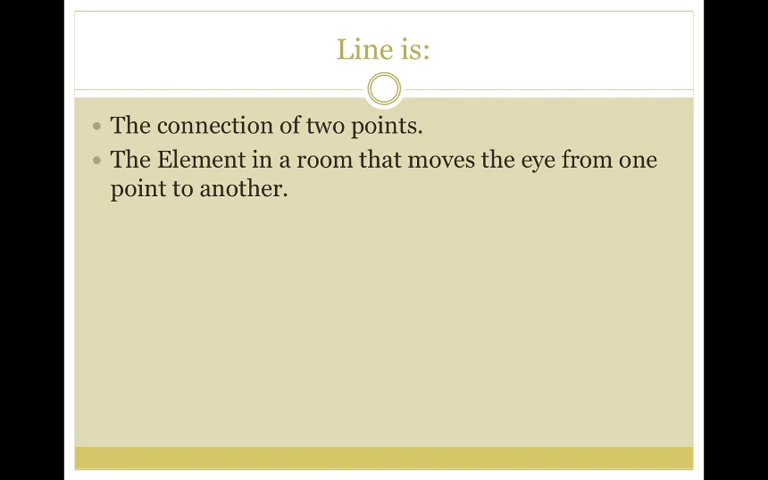 Line is:
The connection of two points.
The Element in a room that moves the eye from one
point to another.